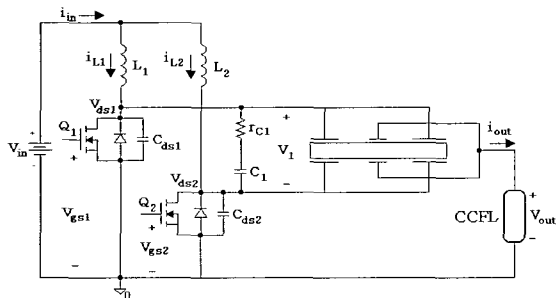 i_in
i_L1
L_1
i_L2
L_2
V_ds1
Q_1
C_ds1
r_C1
V_1
i_out
V_in
+
-
C_1
V_gs1
V_ds2
Q_2
C_ds2
V_gs2
CCFL
V_out
0